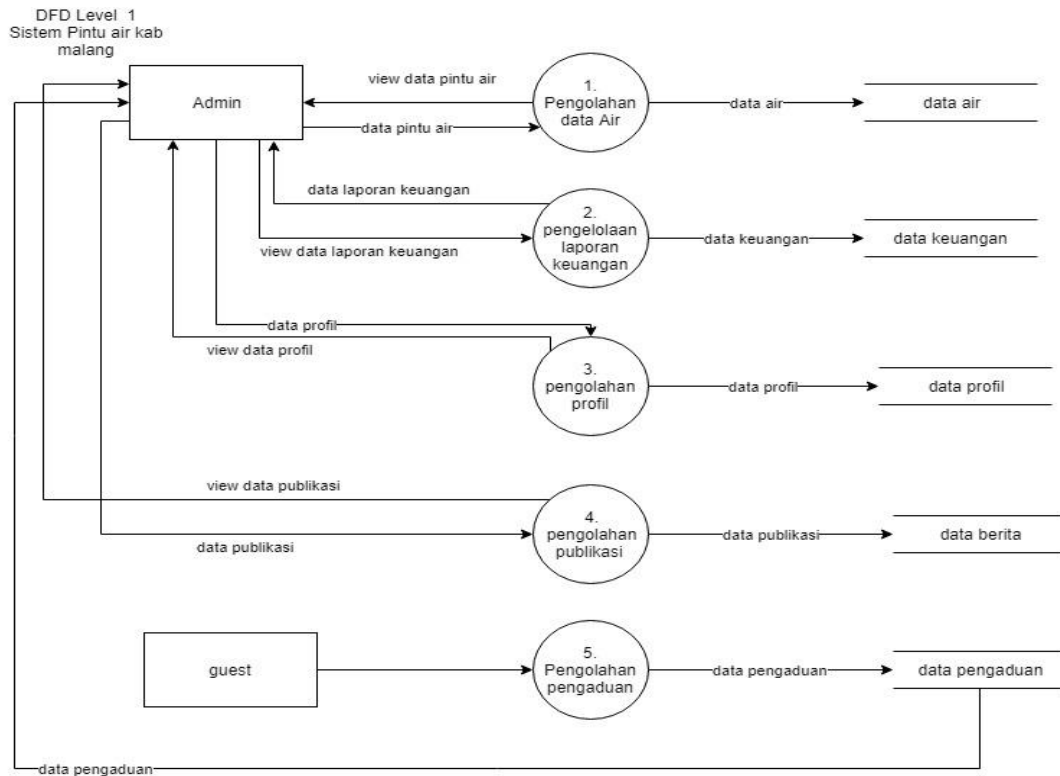 DFD Level 1
Sistem Pintu air kab
malang
Admin
view data pintu air
data pintu air
1.
Pengolahan
data Air
data air
data air
data laporan keuangan
view data laporan keuangan
2.
pengelolaan
laporan
keuangan
data keuangan
data keuangan
data profil
view data profil
3.
pengolahan
profil
data profil
data profil
view data publikasi
data publikasi
4.
pengolahan
publikasi
data publikasi
data berita
guest
5.
Pengolahan
pengaduan
data pengaduan
data pengaduan
data pengaduan